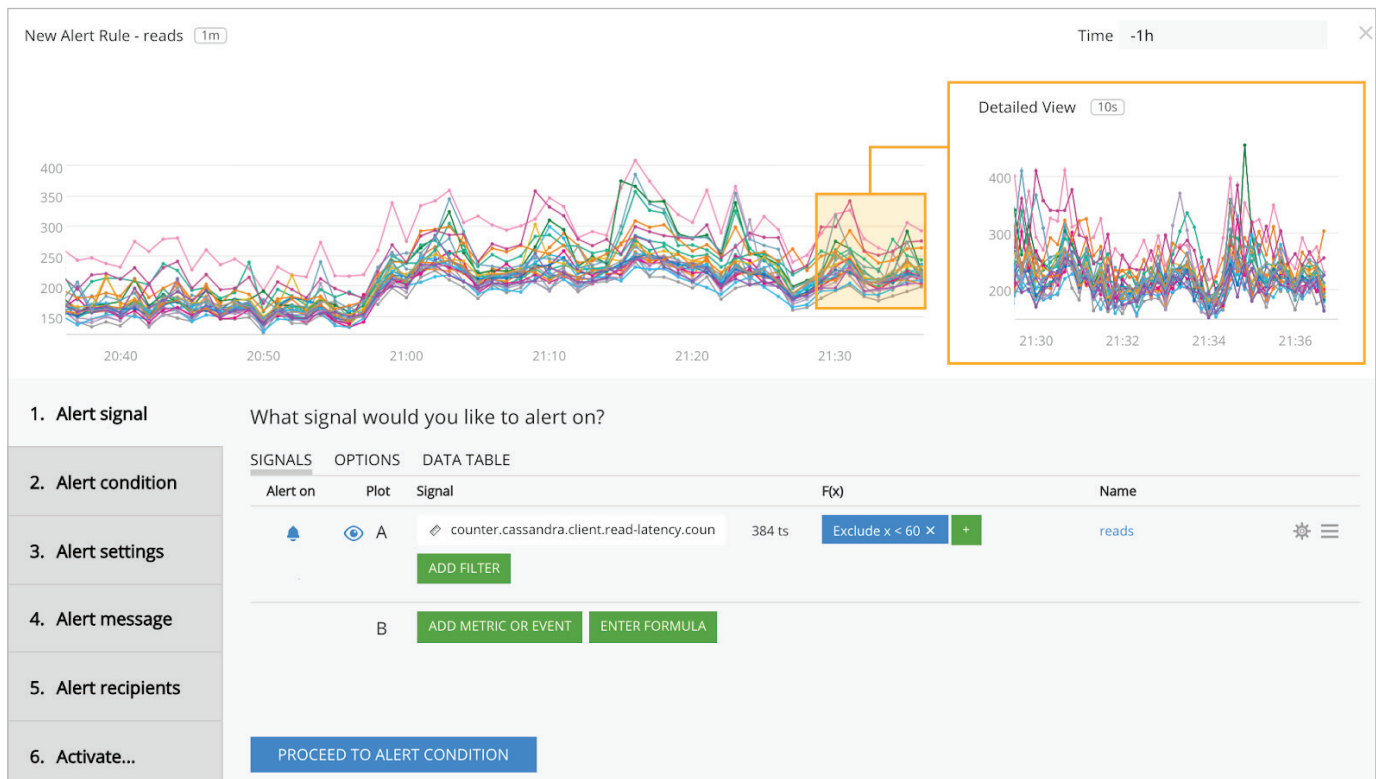 New Alert Rule - reads 1m
Time -1h
Detailed View 10s
400
350
300
250
200
150
20:40 20:50 21:00 21:10 21:20 21:30
400
300
200
21:30 21:32 21:34 21:36
1. Alert signal
2. Alert condition
3. Alert settings
4. Alert message
5. Alert recipients
6. Activate...
What signal would you like to alert on?
SIGNALS OPTIONS DATA TABLE
Alert on Plot Signal F(x) Name
A counter.cassandra.client.read-latency.coun 384 ts Exclude x < 60 × + reads
ADD FILTER
B ADD METRIC OR EVENT ENTER FORMULA
PROCEED TO ALERT CONDITION